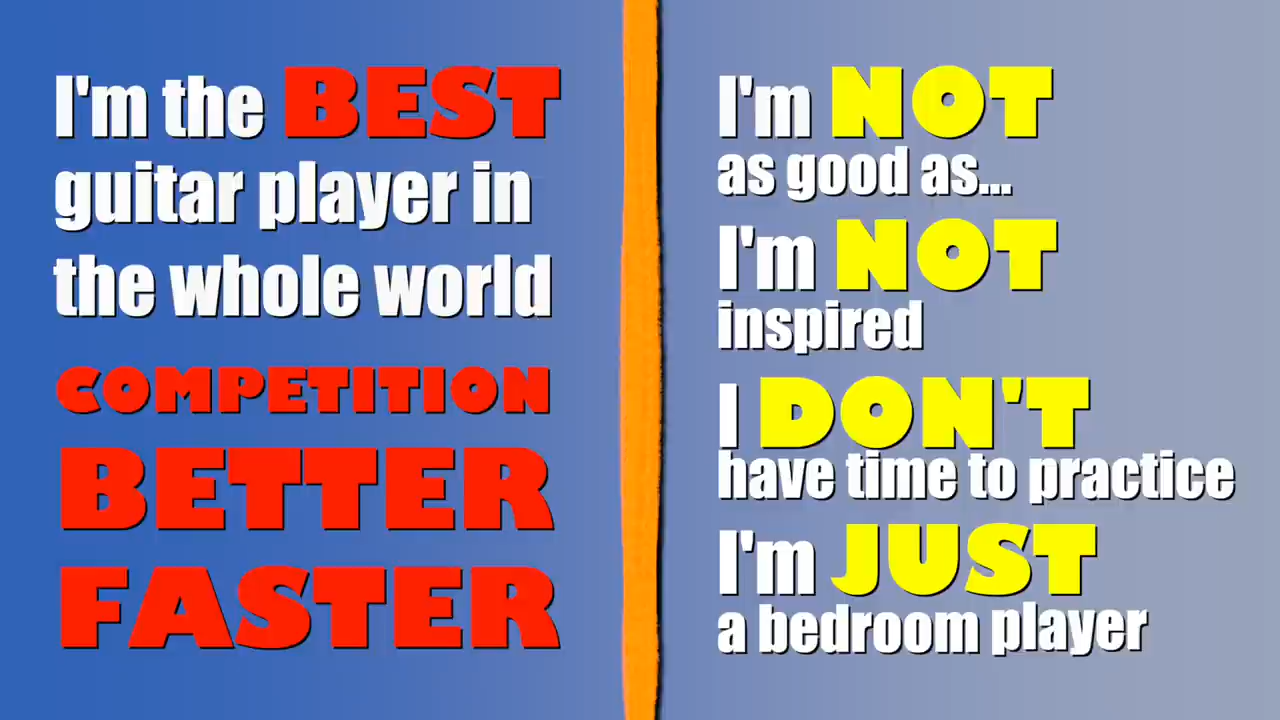 I'm the BEST
guitar player in
the whole world
COMPETITION
BETTER
FASTER
I'm NOT
as good as...
I'm NOT
inspired
I DON'T
have time to practice
I'm JUST
a bedroom player